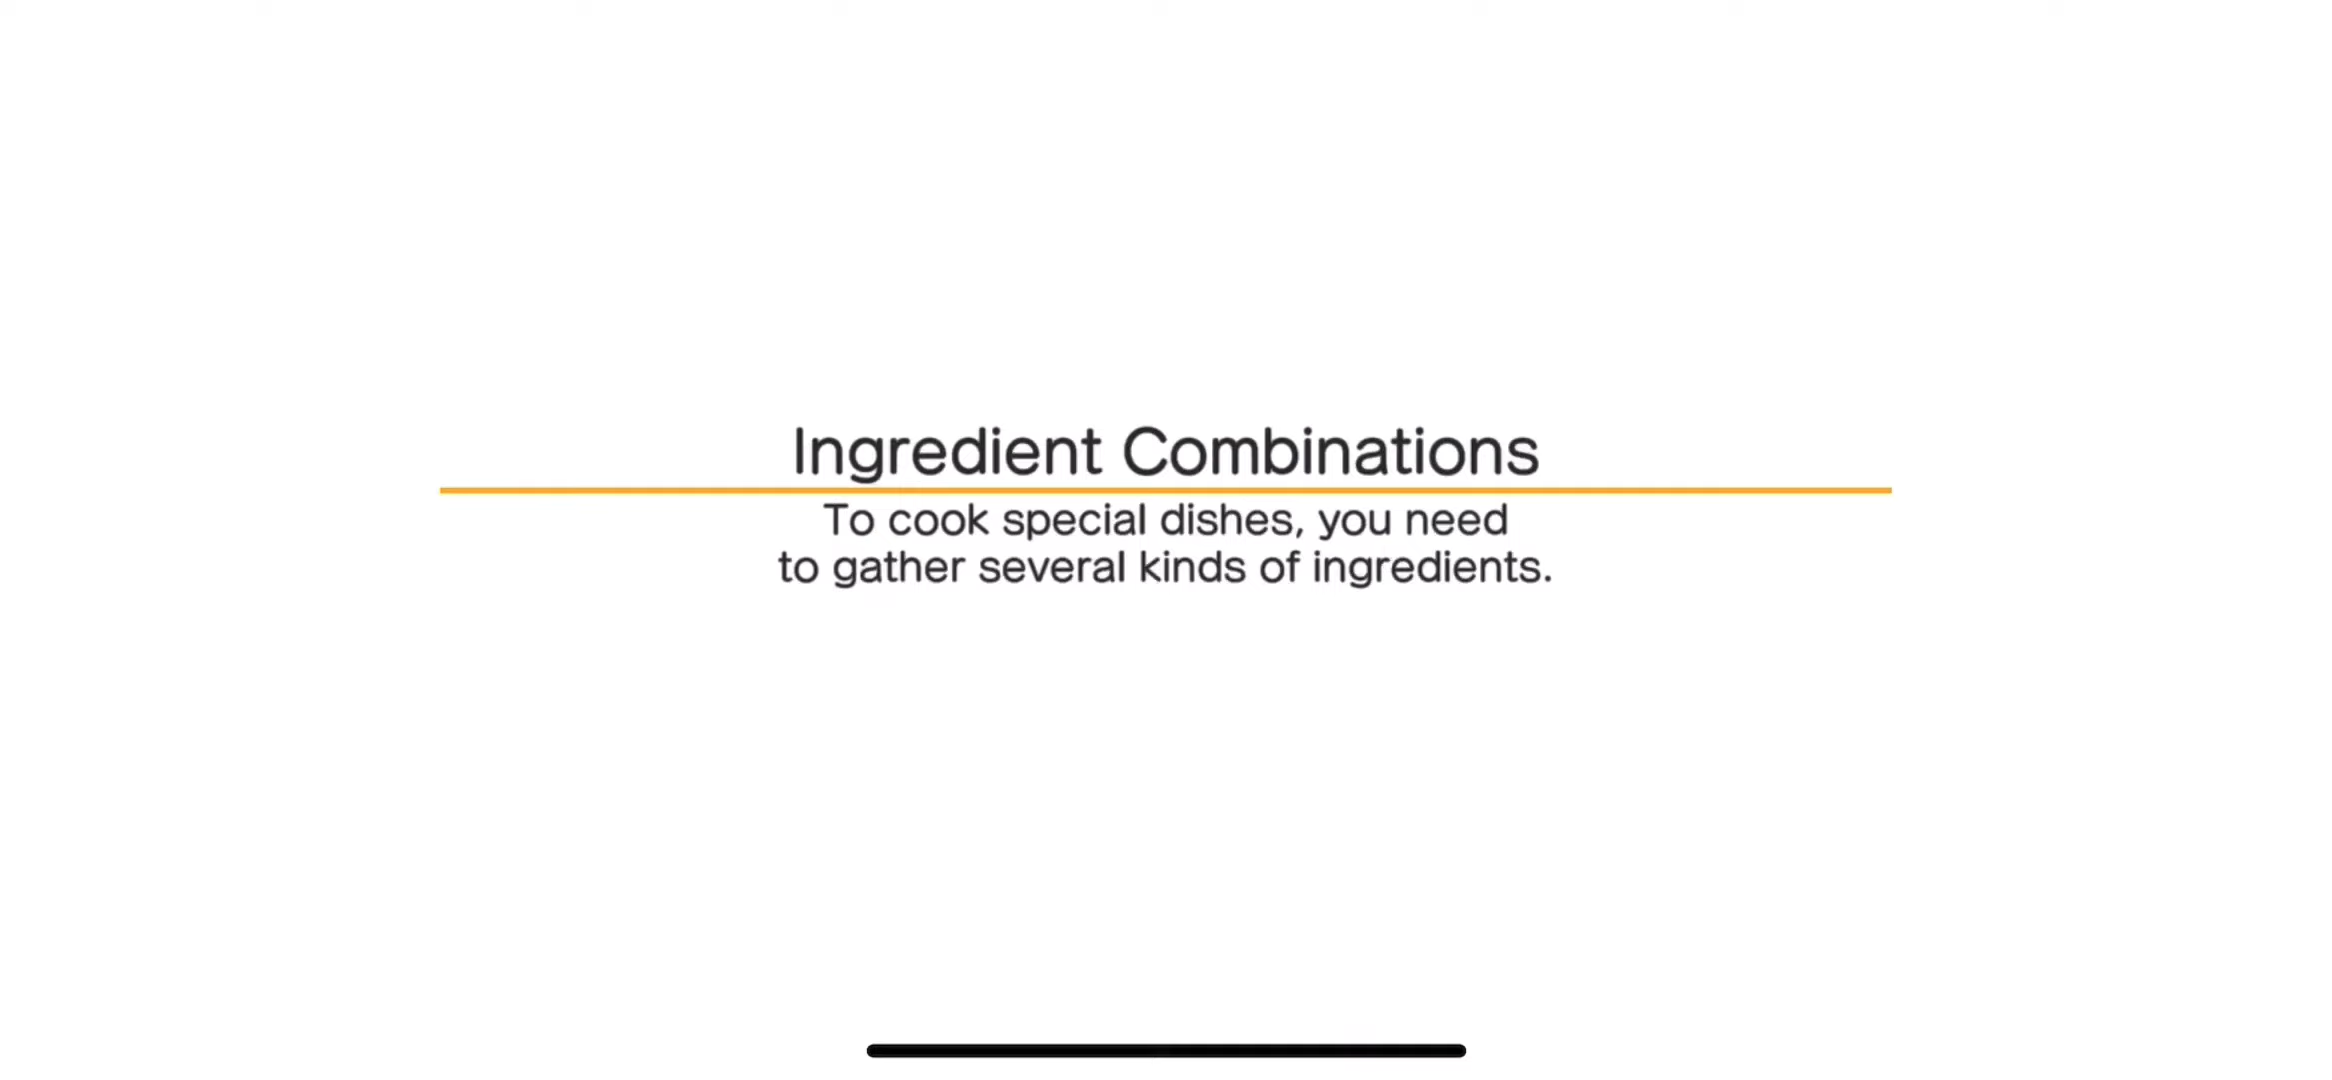 Ingredient Combinations
To cook special dishes, you need
to gather several kinds of ingredients.